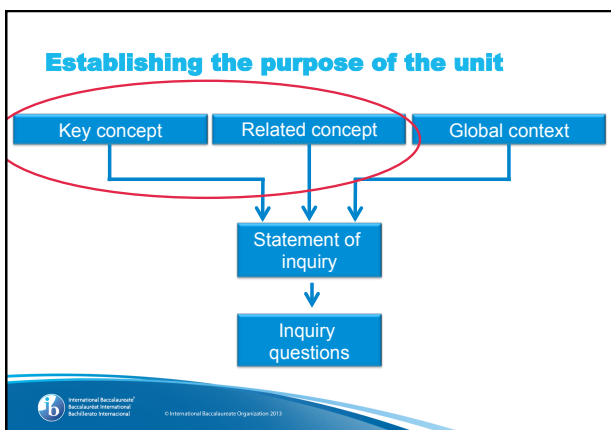 Establishing the purpose of the unit
Key concept
Related concept
Global context
Statement of
inquiry
Inquiry
questions
ib
International Baccalaureate®
Baccalauréat International
Bachillerato Internacional
© International Baccalaureate Organization 2013